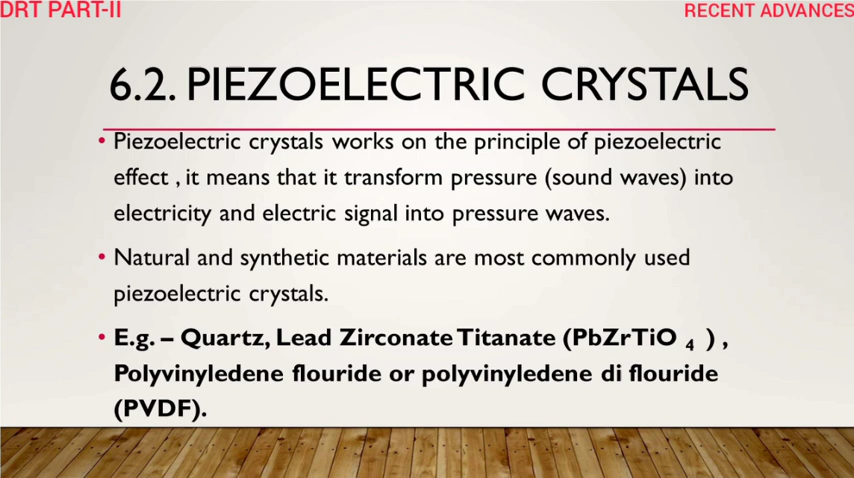 DRT PART-II
RECENT ADVANCES
6.2. PIEZOELECTRIC CRYSTALS
• Piezoelectric crystals works on the principle of piezoelectric
effect , it means that it transform pressure (sound waves) into
electricity and electric signal into pressure waves.
• Natural and synthetic materials are most commonly used
piezoelectric crystals.
• E.g. – Quartz, Lead Zirconate Titanate (PbZrTiO 4 ) ,
Polyvinyledene flouride or polyvinyledene di flouride
(PVDF).